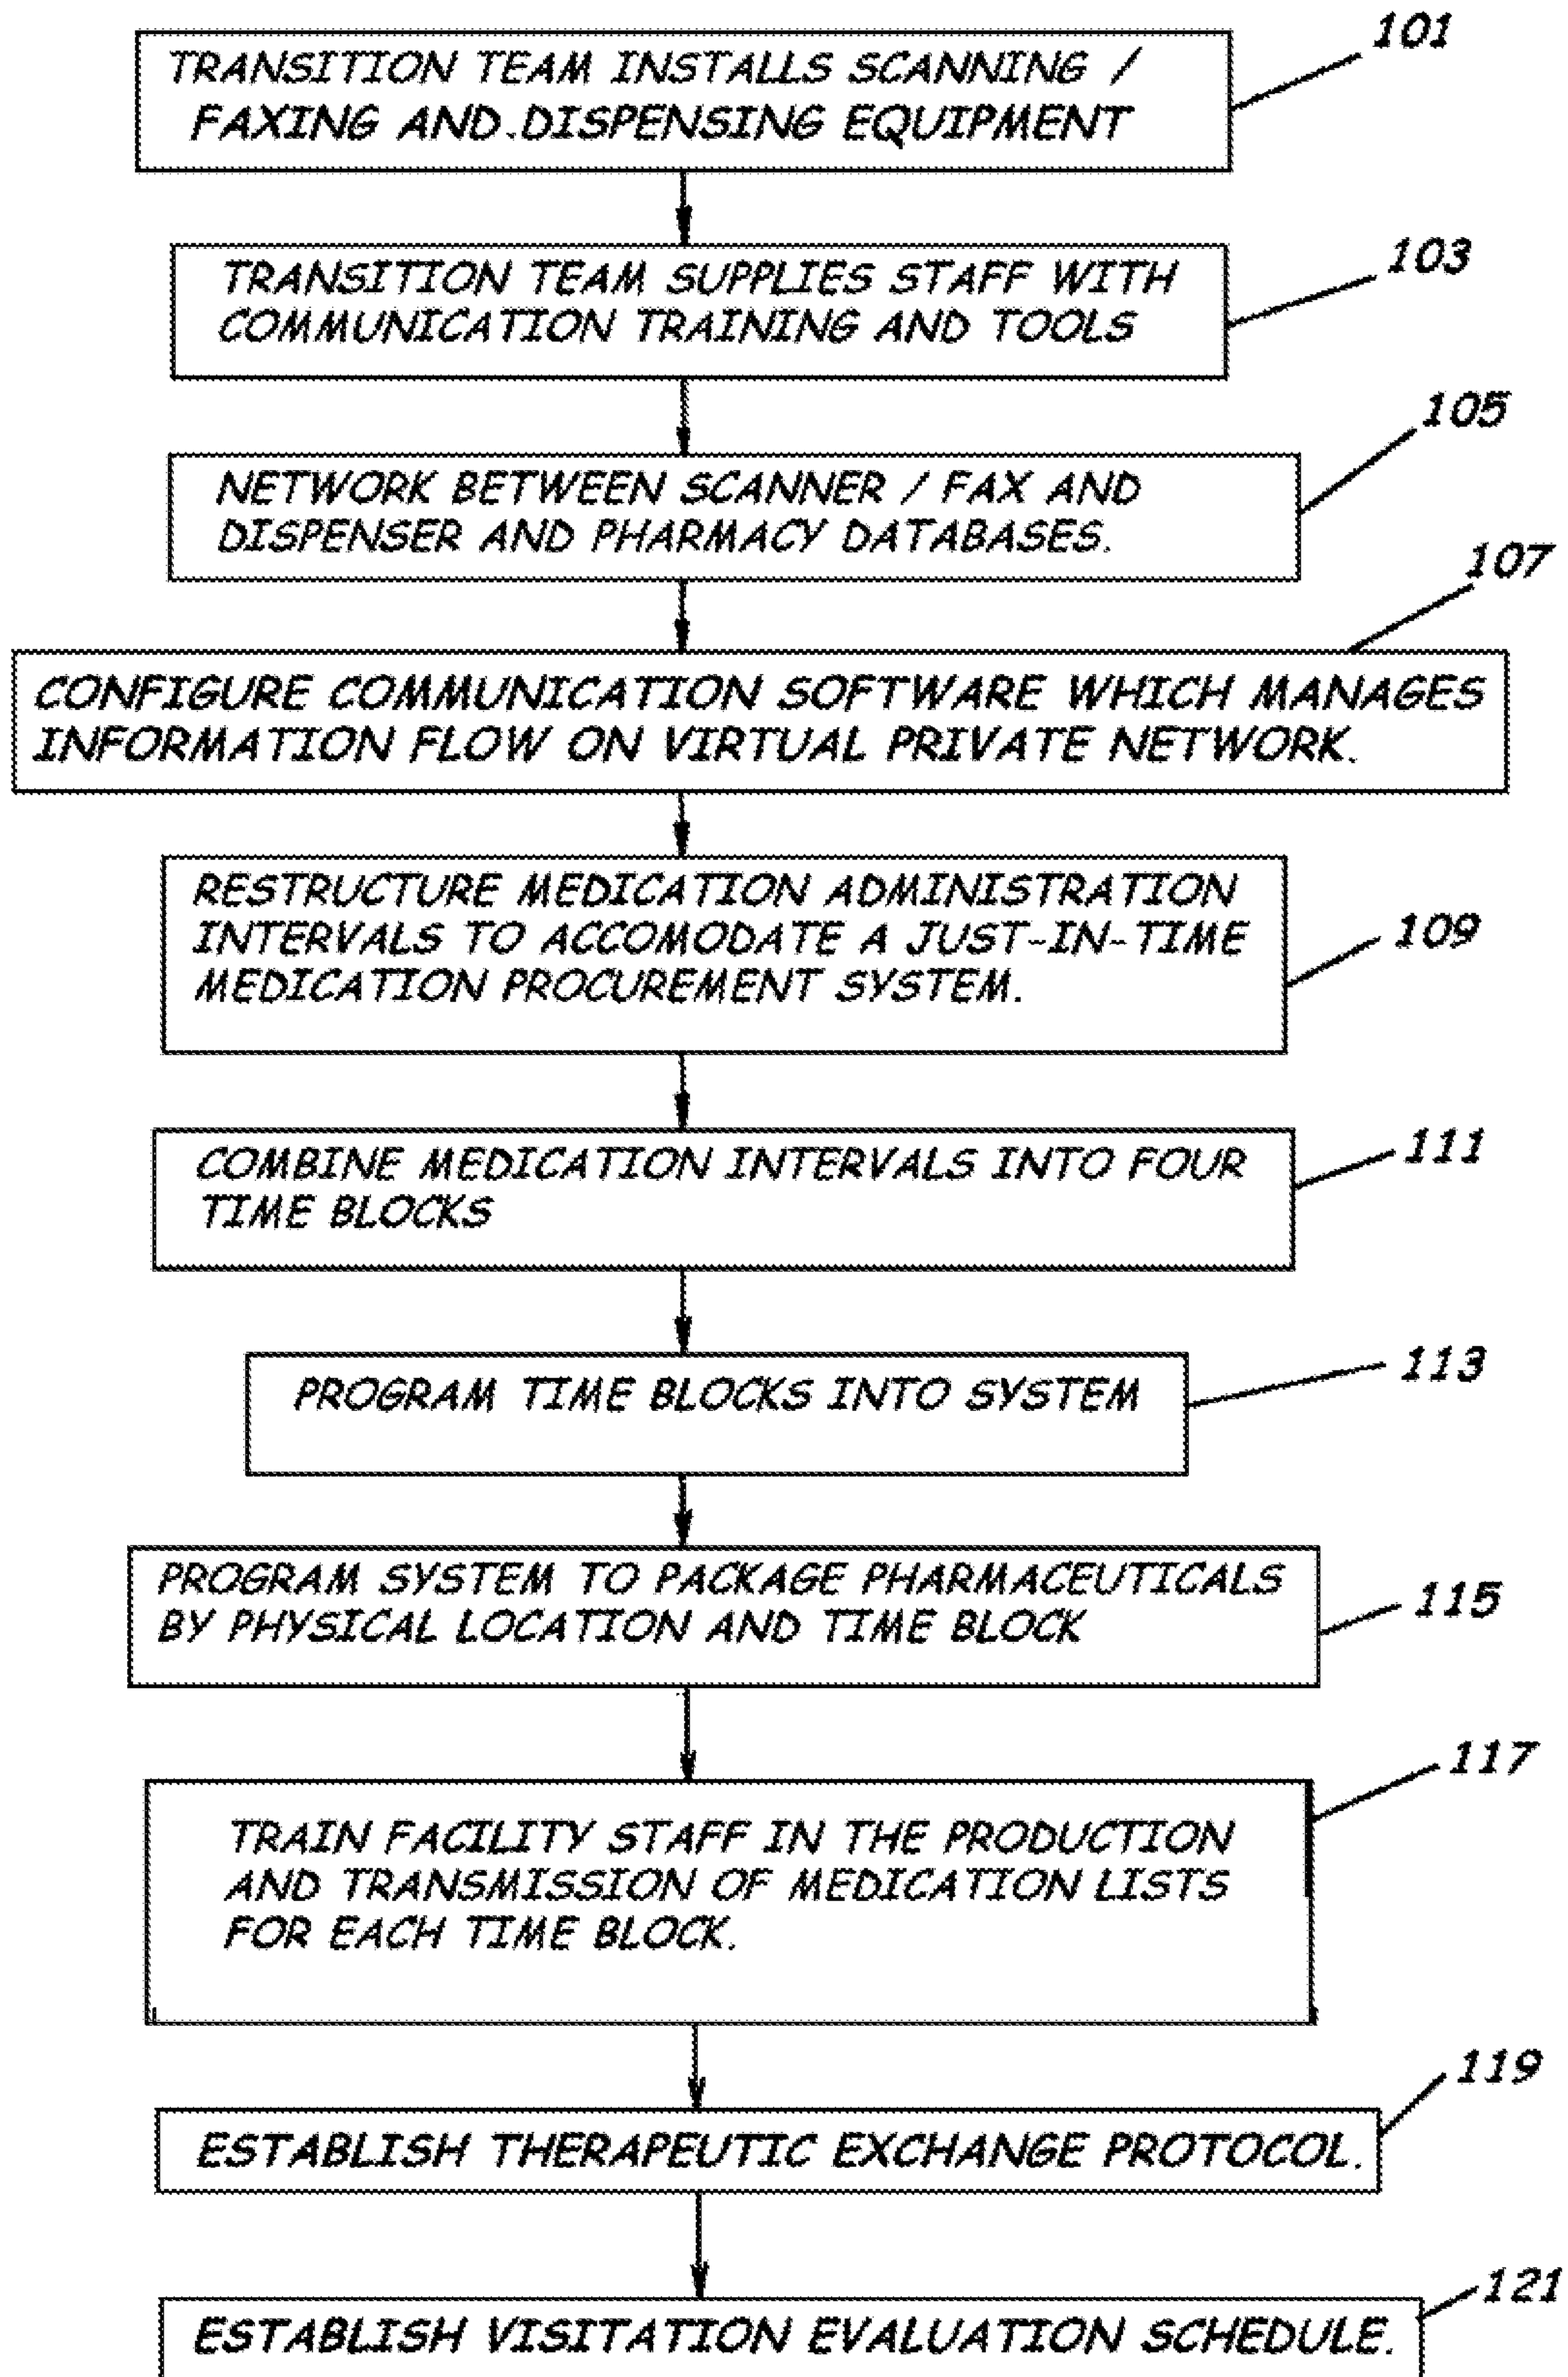 101
TRANSITION TEAM INSTALLS SCANNING /
FAXING AND.DISPENSING EQUIPMENT
103
TRANSITION TEAM SUPPLIES STAFF WITH
COMMUNICATION TRAINING AND TOOLS
105
NETWORK BETWEEN SCANNER / FAX AND
DISPENSER AND PHARMACY DATABASES.
107
CONFIGURE COMMUNICATION SOFTWARE WHICH MANAGES
INFORMATION FLOW ON VIRTUAL PRIVATE NETWORK.
RESTRUCTURE MEDICATION ADMINISTRATION
INTERVALS TO ACCOMODATE A JUST-IN-TIME
MEDICATION PROCUREMENT SYSTEM.
109
COMBINE MEDICATION INTERVALS INTO FOUR
TIME BLOCKS
111
PROGRAM TIME BLOCKS INTO SYSTEM
113
PROGRAM SYSTEM TO PACKAGE PHARMACEUTICALS
BY PHYSICAL LOCATION AND TIME BLOCK
115
117
TRAIN FACILITY STAFF IN THE PRODUCTION
AND TRANSMISSION OF MEDICATION LISTS
FOR EACH TIME BLOCK.
119
ESTABLISH THERAPEUTIC EXCHANGE PROTOCOL.
121
ESTABLISH VISITATION EVALUATION SCHEDULE.